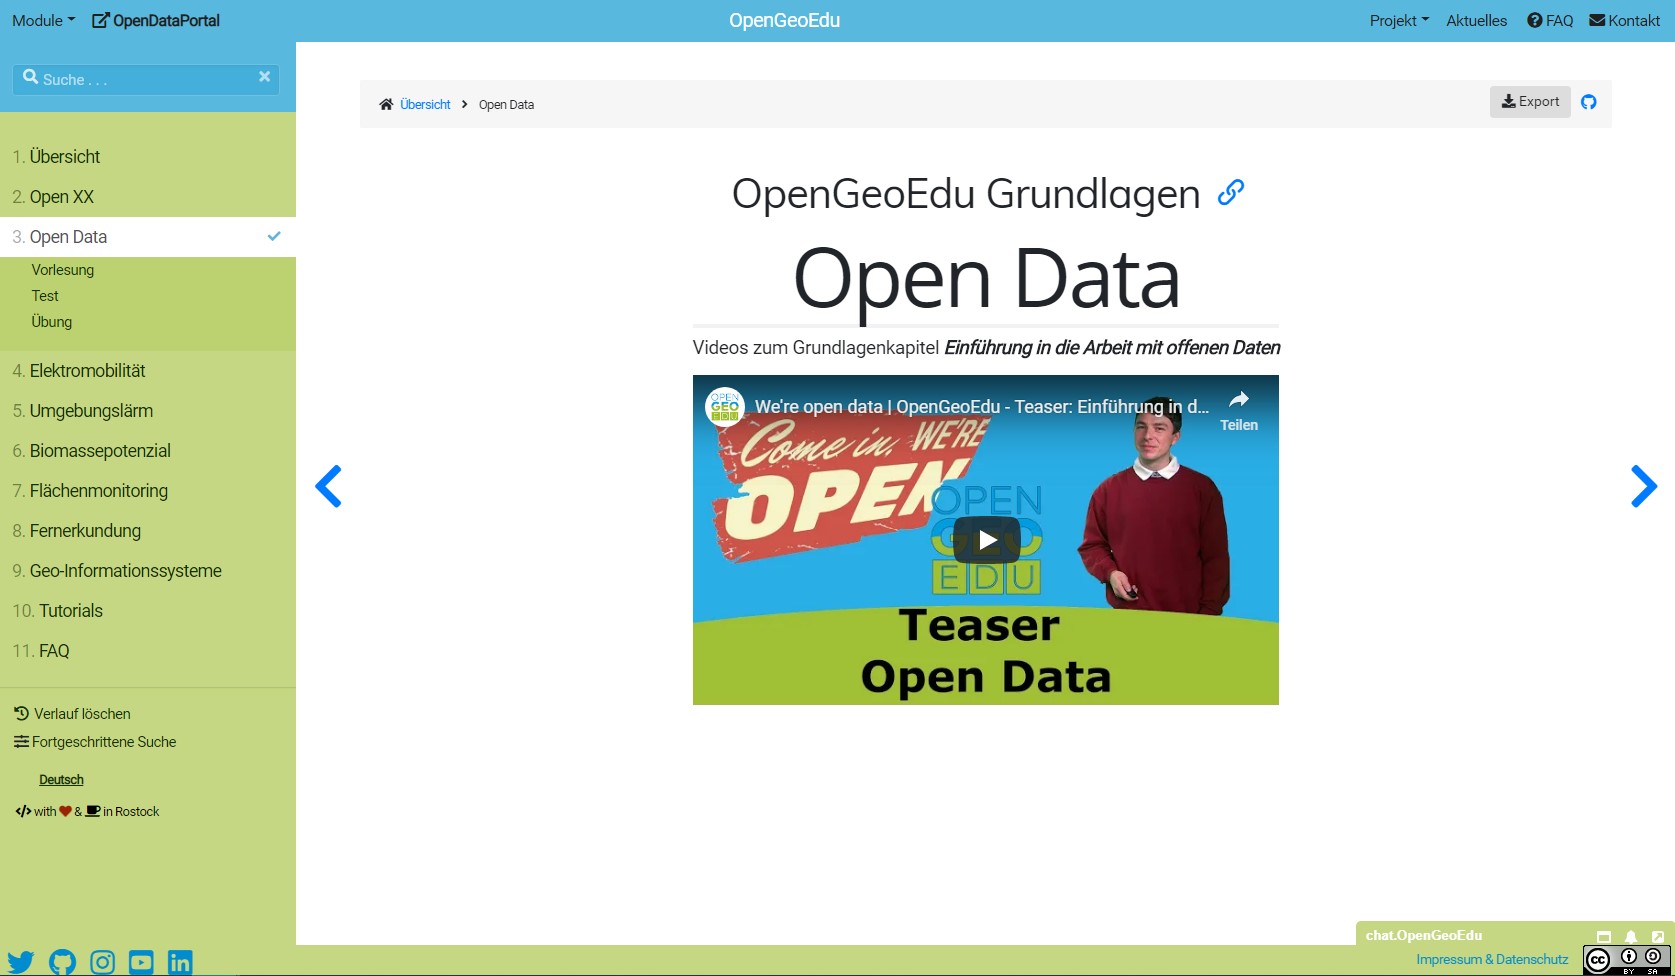 Module OpenDataPortal OpenGeoEdu Projekt Aktuelles FAQ Kontakt
Suche . . .
1. Übersicht
2. Open XX
3. Open Data
Vorlesung
Test
Übung
4. Elektromobilität
5. Umgebungslärm
6. Biomassepotenzial
7. Flächenmonitoring
8. Fernerkundung
9. Geo-Informationssysteme
10. Tutorials
11. FAQ
Verlauf löschen
Fortgeschrittene Suche
Deutsch
with & in Rostock
Übersicht > Open Data Export
OpenGeoEdu Grundlagen
Open Data
Videos zum Grundlagenkapitel Einführung in die Arbeit mit offenen Daten
OPEN
GEO
EDU
We're open data | OpenGeoEdu - Teaser: Einführung in d...
Teilen
Come in, WE'RE
OPEN
OPEN
GEO
EDU
Teaser
Open Data
chat.OpenGeoEdu
Impressum & Datenschutz
cc BY SA